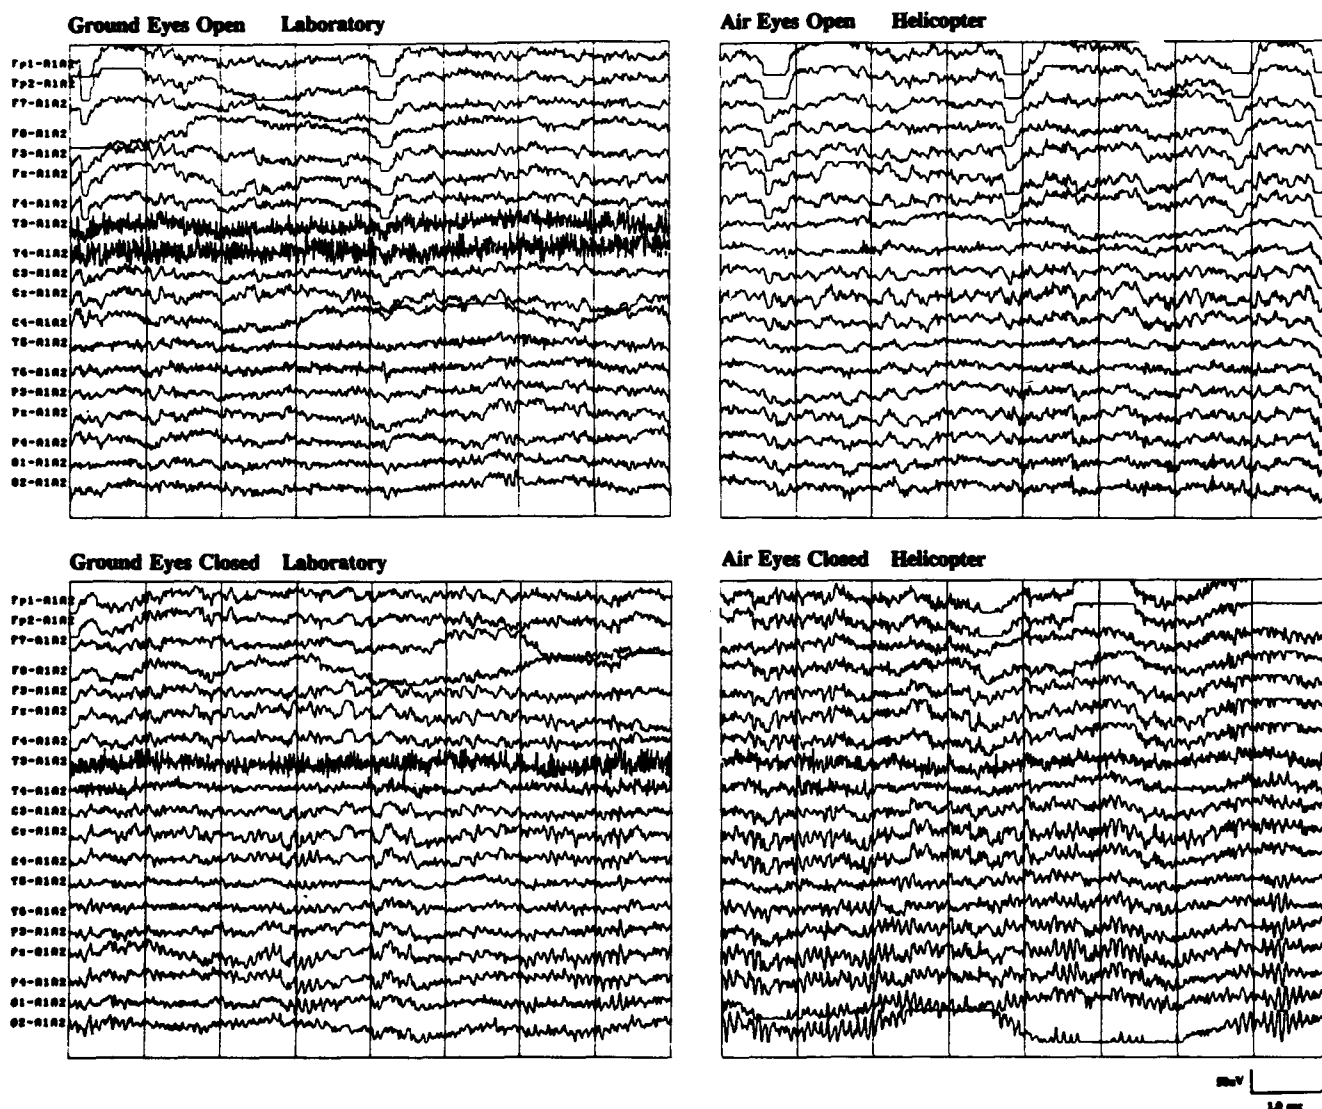 Ground Eyes Open Laboratory
Air Eyes Open Helicopter
Fp1-A1A2
Fp2-A1A2
F7-A1A2
F8-A1A2
F3-A1A2
Fz-A1A2
F4-A1A2
T3-A1A2
T4-A1A2
C3-A1A2
Cz-A1A2
C4-A1A2
T5-A1A2
T6-A1A2
P3-A1A2
Pz-A1A2
P4-A1A2
O1-A1A2
O2-A1A2
Ground Eyes Closed Laboratory
Air Eyes Closed Helicopter
Fp1-A1A2
Fp2-A1A2
F7-A1A2
F8-A1A2
F3-A1A2
Fz-A1A2
F4-A1A2
T3-A1A2
T4-A1A2
C3-A1A2
Cz-A1A2
C4-A1A2
T5-A1A2
T6-A1A2
P3-A1A2
Pz-A1A2
P4-A1A2
O1-A1A2
O2-A1A2
50uV
1.0 sec